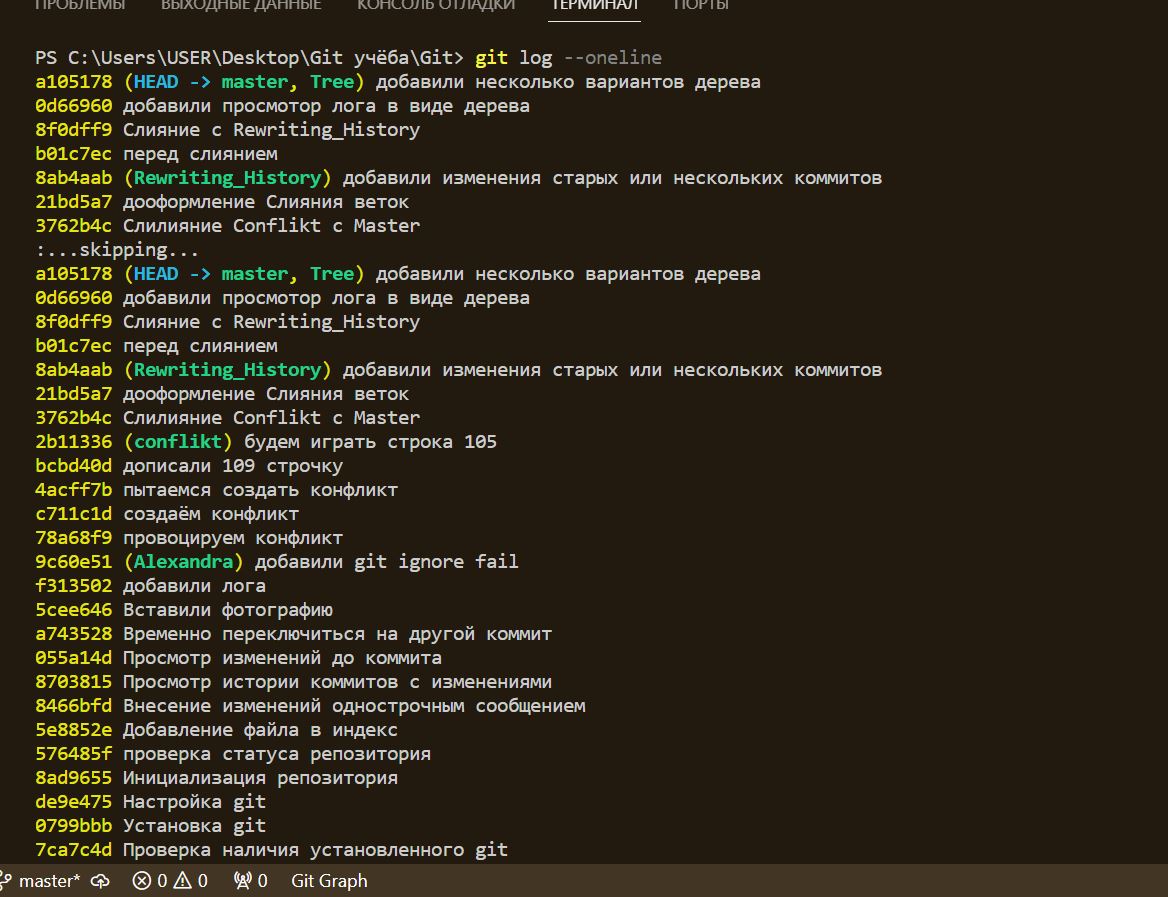 ПРОБЛЕМЫ ВЫХОДНЫЕ ДАННЫЕ КОНСОЛЬ ОТЛАДКИ ТЕРМИНАЛ ПОРТЫ
PS C:\Users\USER\Desktop\Git учёба\Git> git log --oneline
a105178 (HEAD -> master, Tree) добавили несколько вариантов дерева
0d66960 добавили просмотор лога в виде дерева
8f0dff9 Слияние с Rewriting_History
b01c7ec перед слиянием
8ab4aab (Rewriting_History) добавили изменения старых или нескольких коммитов
21bd5a7 дооформление Слияния веток
3762b4c Слилияние Conflikt с Master
:...skipping...
a105178 (HEAD -> master, Tree) добавили несколько вариантов дерева
0d66960 добавили просмотор лога в виде дерева
8f0dff9 Слияние с Rewriting_History
b01c7ec перед слиянием
8ab4aab (Rewriting_History) добавили изменения старых или нескольких коммитов
21bd5a7 дооформление Слияния веток
3762b4c Слилияние Conflikt с Master
2b11336 (conflikt) будем играть строка 105
bcbd40d дописали 109 строчку
4acff7b пытаемся создать конфликт
c711c1d создаём конфликт
78a68f9 провоцируем конфликт
9c60e51 (Alexandra) добавили git ignore fail
f313502 добавили лога
5cee646 Вставили фотографию
a743528 Временно переключиться на другой коммит
055a14d Просмотр изменений до коммита
8703815 Просмотр истории коммитов с изменениями
8466bfd Внесение изменений однострочным сообщением
5e8852e Добавление файла в индекс
576485f проверка статуса репозитория
8ad9655 Инициализация репозитория
de9e475 Настройка git
0799bbb Установка git
7ca7c4d Проверка наличия установленного git
master* 0 0 0 Git Graph